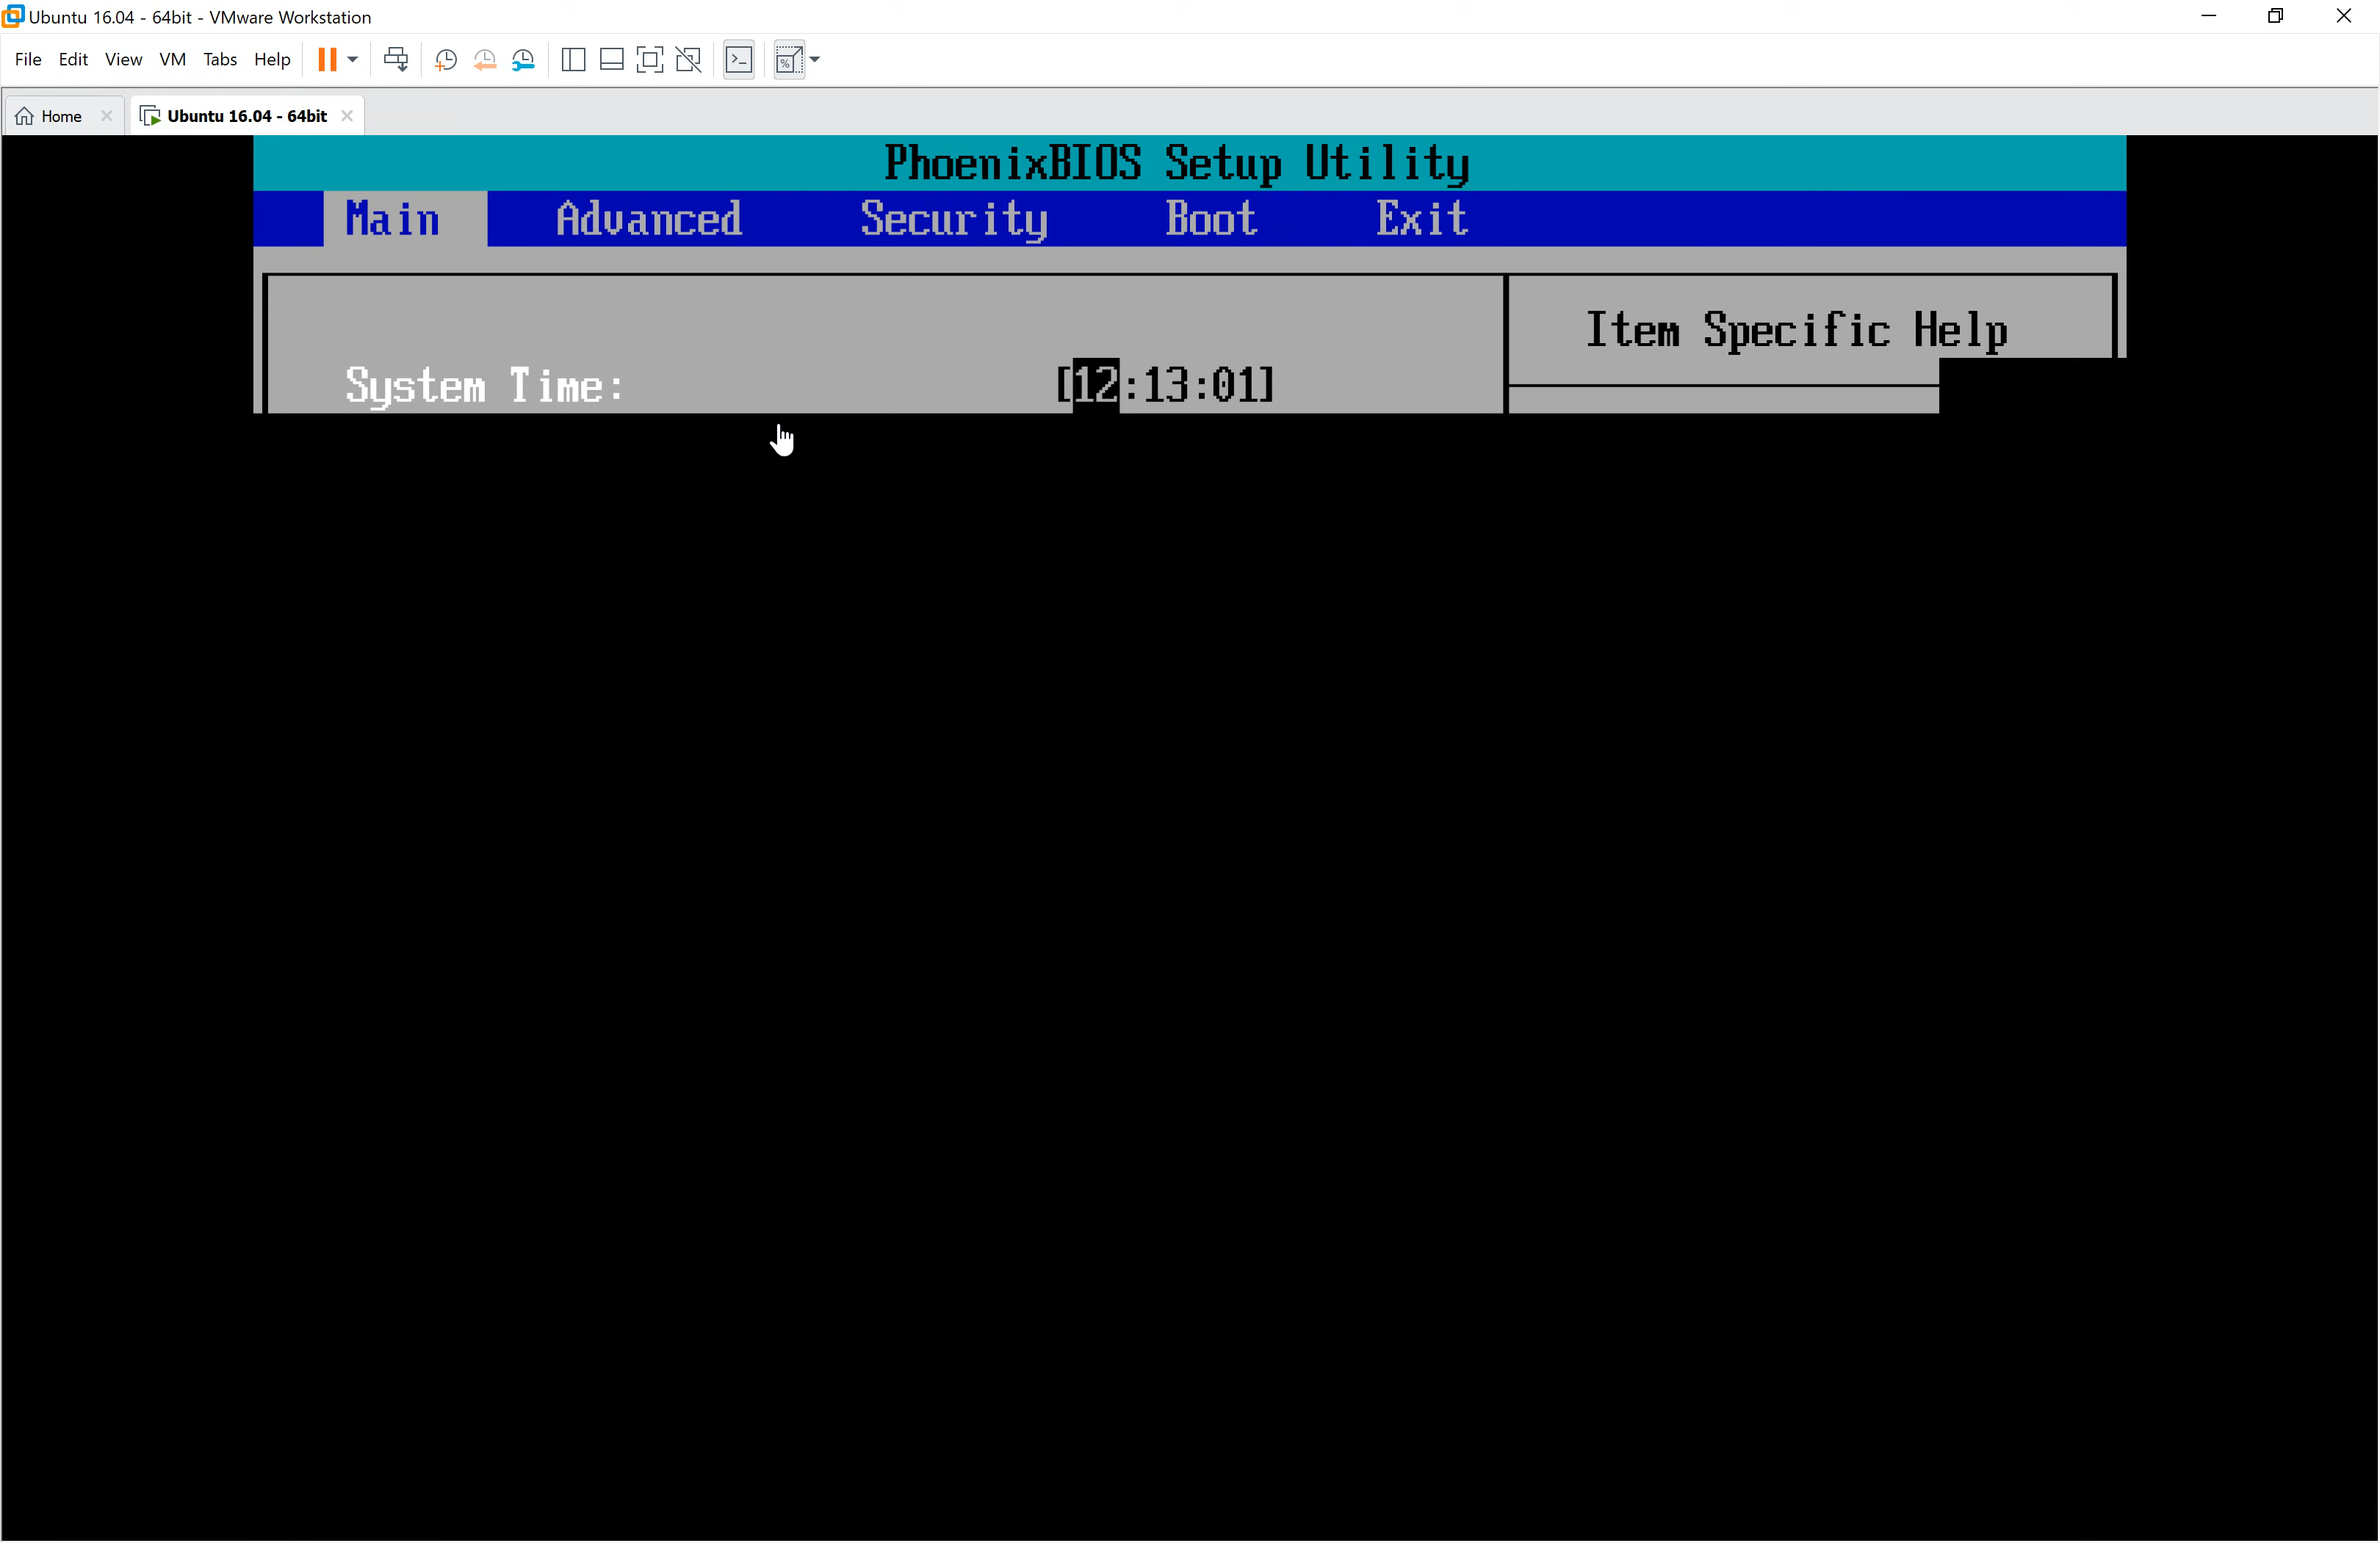 Ubuntu 16.04 - 64bit - VMware Workstation
File Edit View VM Tabs Help
Home Ubuntu 16.04 - 64bit
PhoenixBIOS Setup Utility
Main Advanced Security Boot Exit
Item Specific Help
System Time: [12:13:01]